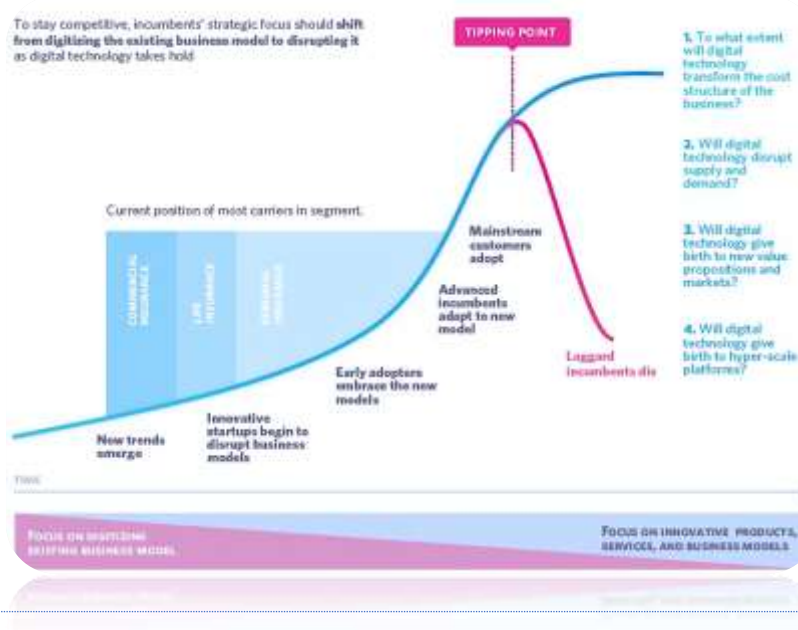 To stay competitive, incumbents' strategic focus should shift
from digitizing the existing business model to disrupting it
as digital technology takes hold
TIPPING POINT
1. To what extent
will digital
technology
transform the cost
structure of the
business?
2. Will digital
technology disrupt
supply and
demand?
3. Will digital
technology give
birth to new value
propositions and
markets?
4. Will digital
technology give
birth to hyper-scale
platforms?
Current position of most carriers in segment.
COMMERCIAL
INSURANCE
LIFE
INSURANCE
INSURANCE
Mainstream
customers
adopt
Advanced
incumbents
adapt to new
model
Laggard
incumbents die
Early adopters
embrace the new
models
Innovative
startups begin to
disrupt business
models
New trends
emerge
TIME
FOCUS ON DIGITIZING
EXISTING BUSINESS MODEL
FOCUS ON INNOVATIVE PRODUCTS,
SERVICES, AND BUSINESS MODELS